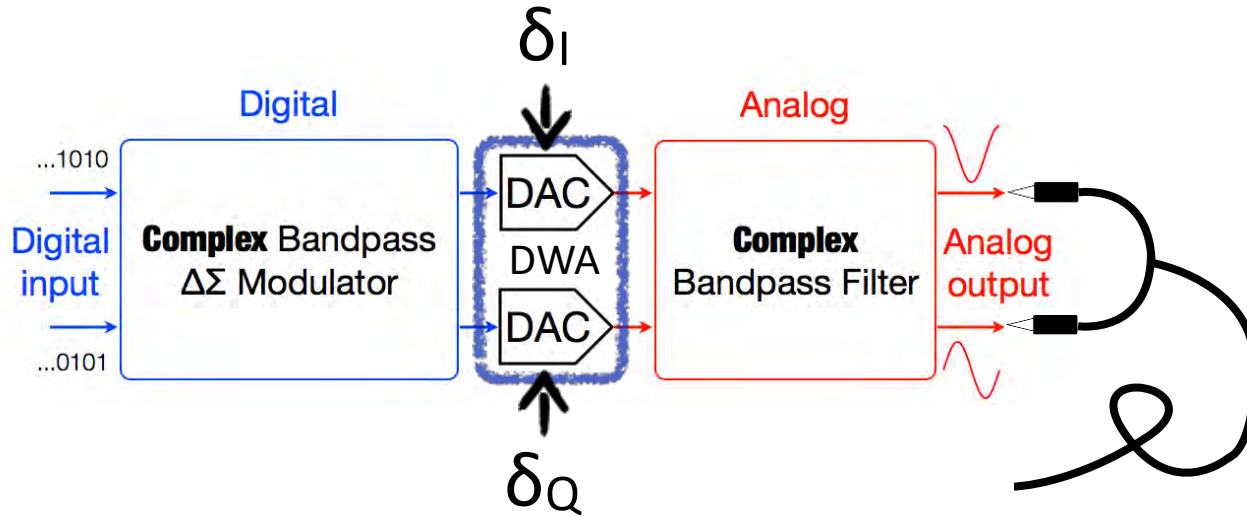 δI
Digital
Analog
...1010
DAC
Digital
input
Complex Bandpass
ΔΣ Modulator
DWA
Complex
Bandpass Filter
Analog
output
DAC
...0101
δQ